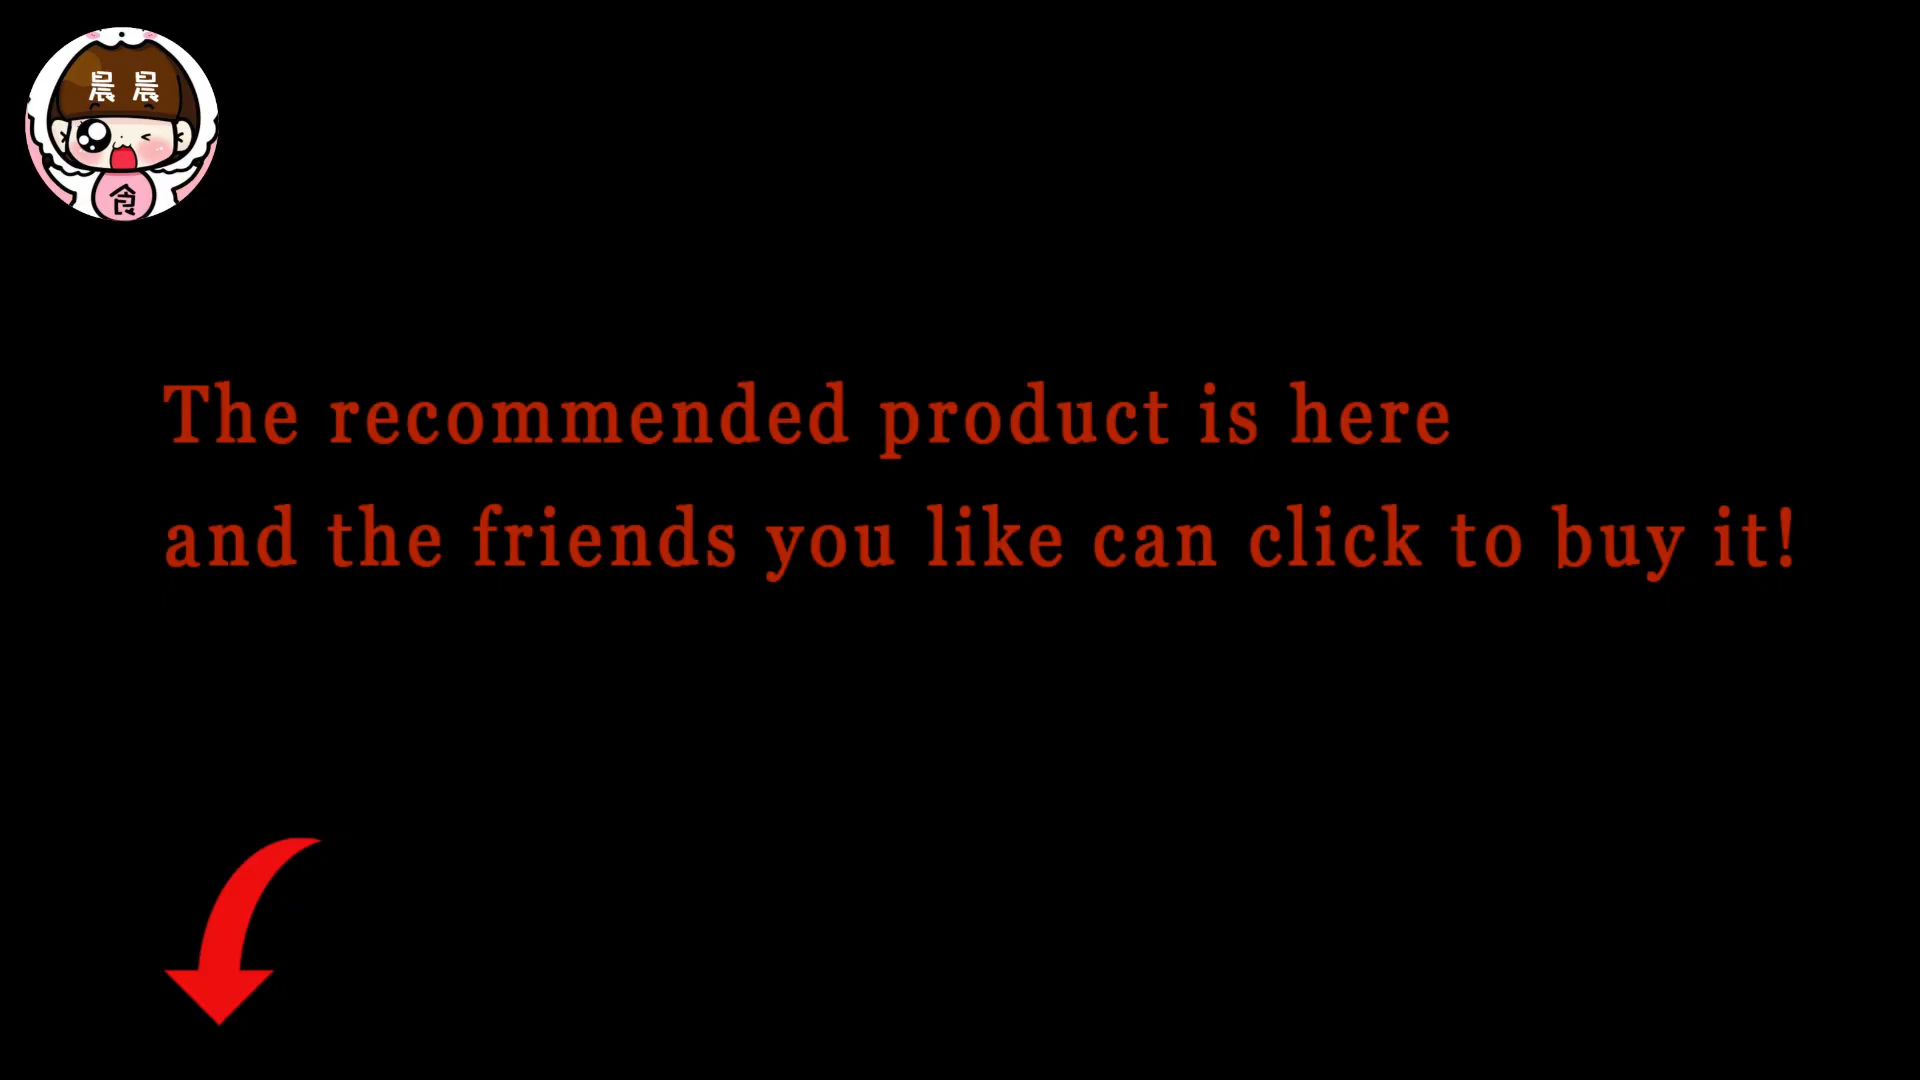 晨晨
食
The recommended product is here
and the friends you like can click to buy it!